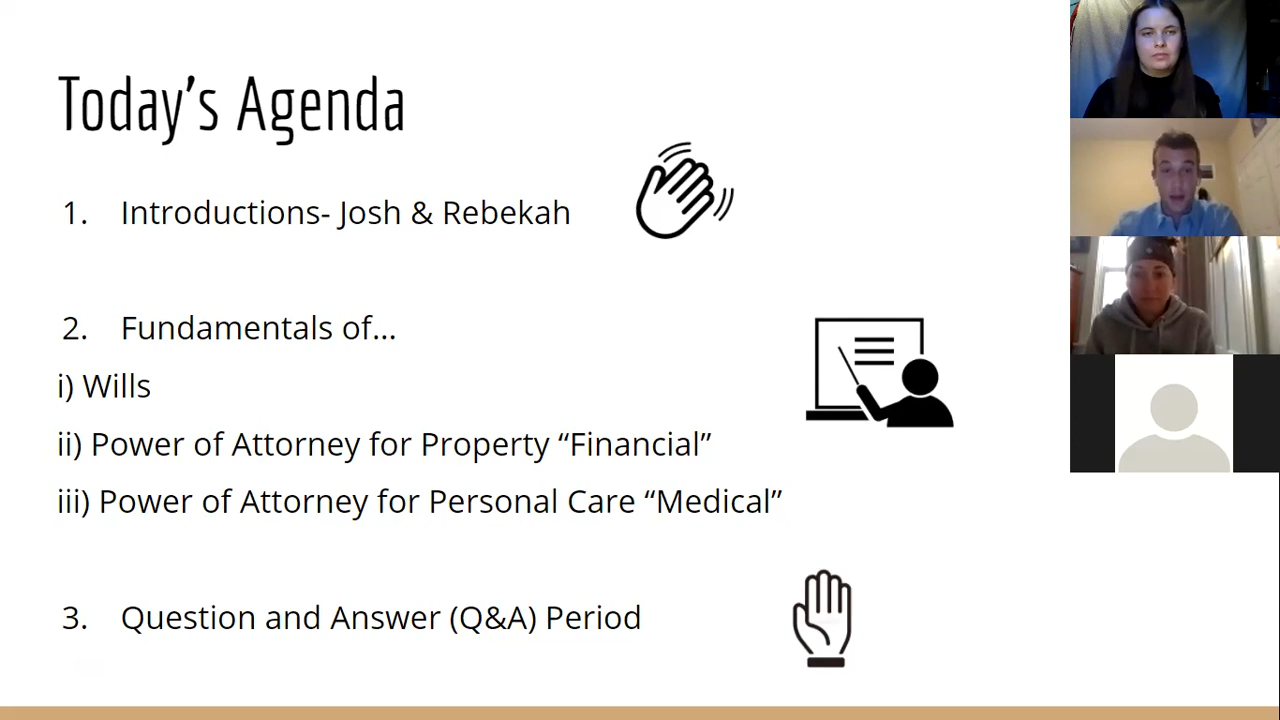 Today’s Agenda
1. Introductions- Josh & Rebekah
2. Fundamentals of...
i) Wills
ii) Power of Attorney for Property “Financial”
iii) Power of Attorney for Personal Care “Medical”
3. Question and Answer (Q&A) Period